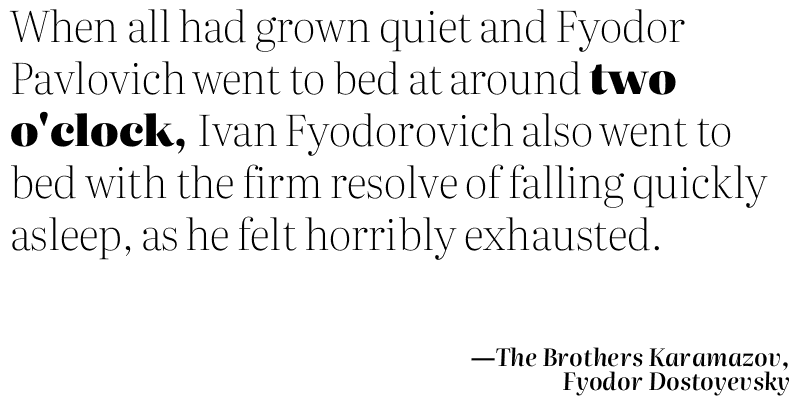 When all had grown quiet and Fyodor
Pavlovich went to bed at around two
o'clock, Ivan Fyodorovich also went to
bed with the firm resolve of falling quickly
asleep, as he felt horribly exhausted.
—The Brothers Karamazov,
Fyodor Dostoyevsky